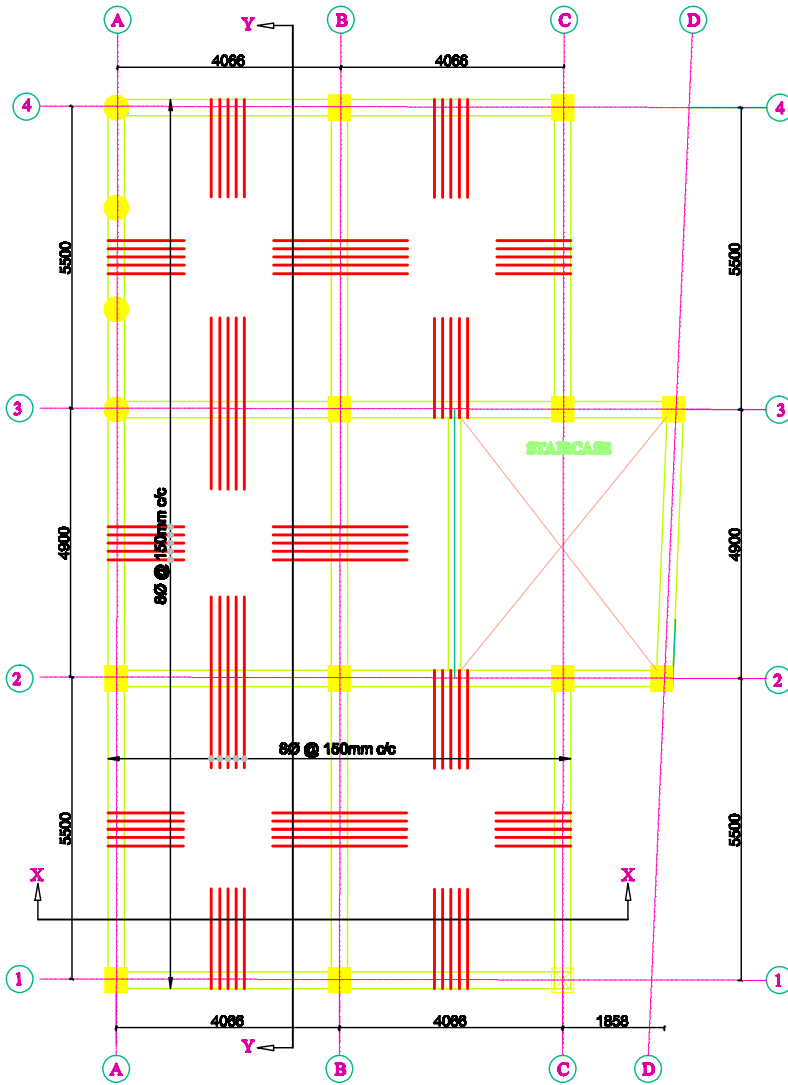 A B C D
Y
4066 4066
4 4
5500 5500
3 3
STAIRCASE
8Ø @ 150mm c/c
4900 4900
2 2
8Ø @ 150mm c/c
5500 5500
X X
1 1
4066 4066 1858
Y
A B C D